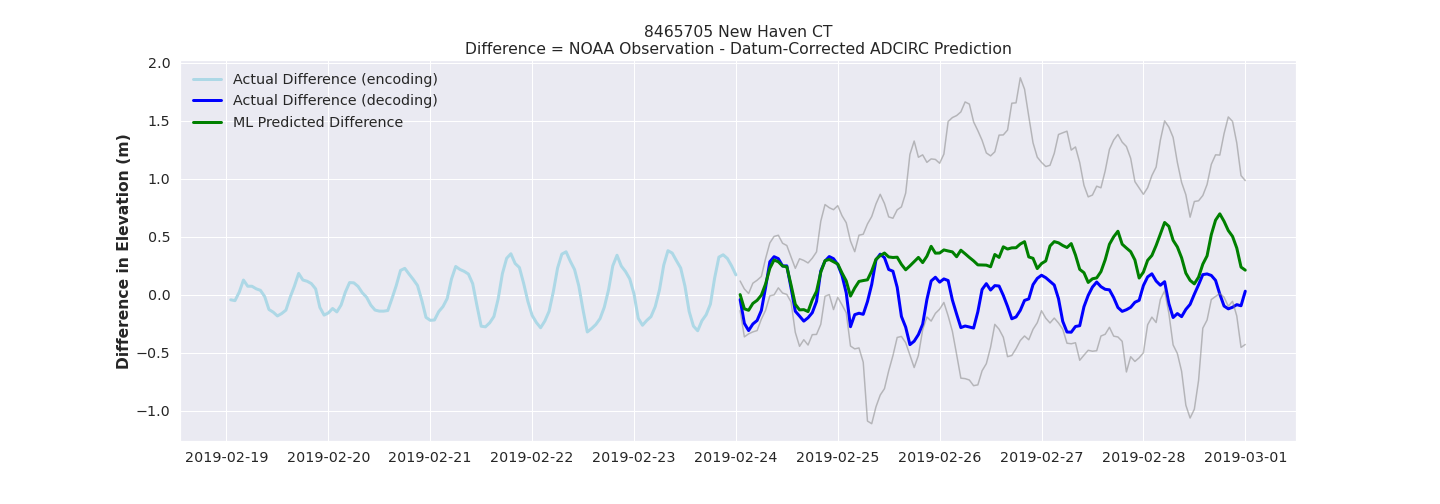 8465705 New Haven CT
Difference = NOAA Observation - Datum-Corrected ADCIRC Prediction
Actual Difference (encoding)
Actual Difference (decoding)
ML Predicted Difference
Difference in Elevation (m)
2.0
1.5
1.0
0.5
0.0
−0.5
−1.0
2019-02-19 2019-02-20 2019-02-21 2019-02-22 2019-02-23 2019-02-24 2019-02-25 2019-02-26 2019-02-27 2019-02-28 2019-03-01